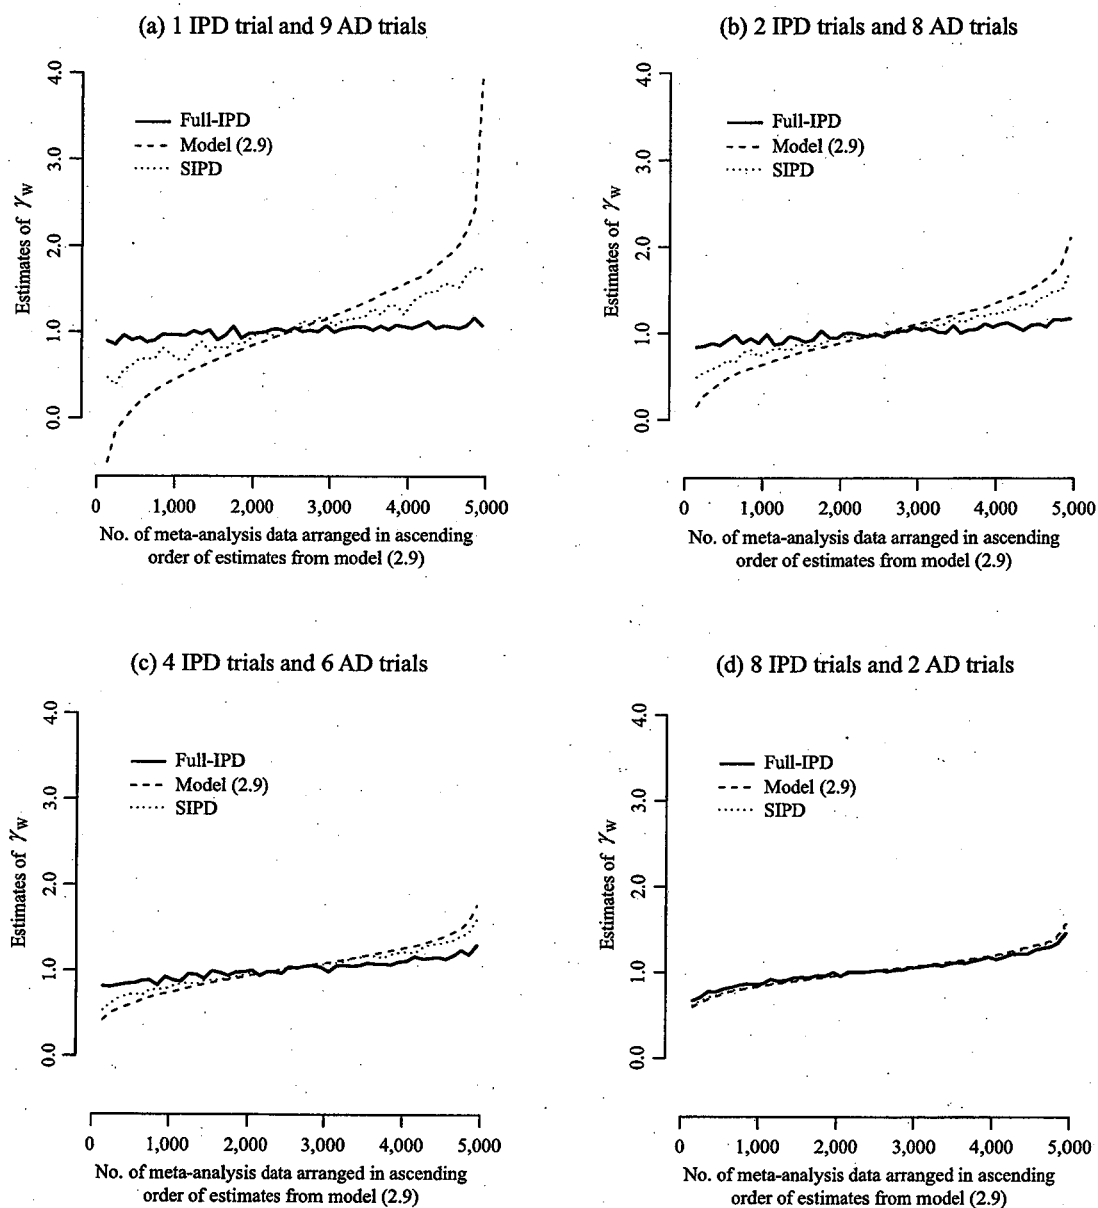 (a) 1 IPD trial and 9 AD trials
Estimates of γW
4.0
3.0
2.0
1.0
0.0
Full-IPD
Model (2.9)
SIPD
0 1,000 2,000 3,000 4,000 5,000
No. of meta-analysis data arranged in ascending
order of estimates from model (2.9)
(b) 2 IPD trials and 8 AD trials
Estimates of γW
4.0
3.0
2.0
1.0
0.0
Full-IPD
Model (2.9)
SIPD
0 1,000 2,000 3,000 4,000 5,000
No. of meta-analysis data arranged in ascending
order of estimates from model (2.9)
(c) 4 IPD trials and 6 AD trials
Estimates of γW
4.0
3.0
2.0
1.0
0.0
Full-IPD
Model (2.9)
SIPD
0 1,000 2,000 3,000 4,000 5,000
No. of meta-analysis data arranged in ascending
order of estimates from model (2.9)
(d) 8 IPD trials and 2 AD trials
Estimates of γW
4.0
3.0
2.0
1.0
0.0
Full-IPD
Model (2.9)
SIPD
0 1,000 2,000 3,000 4,000 5,000
No. of meta-analysis data arranged in ascending
order of estimates from model (2.9)